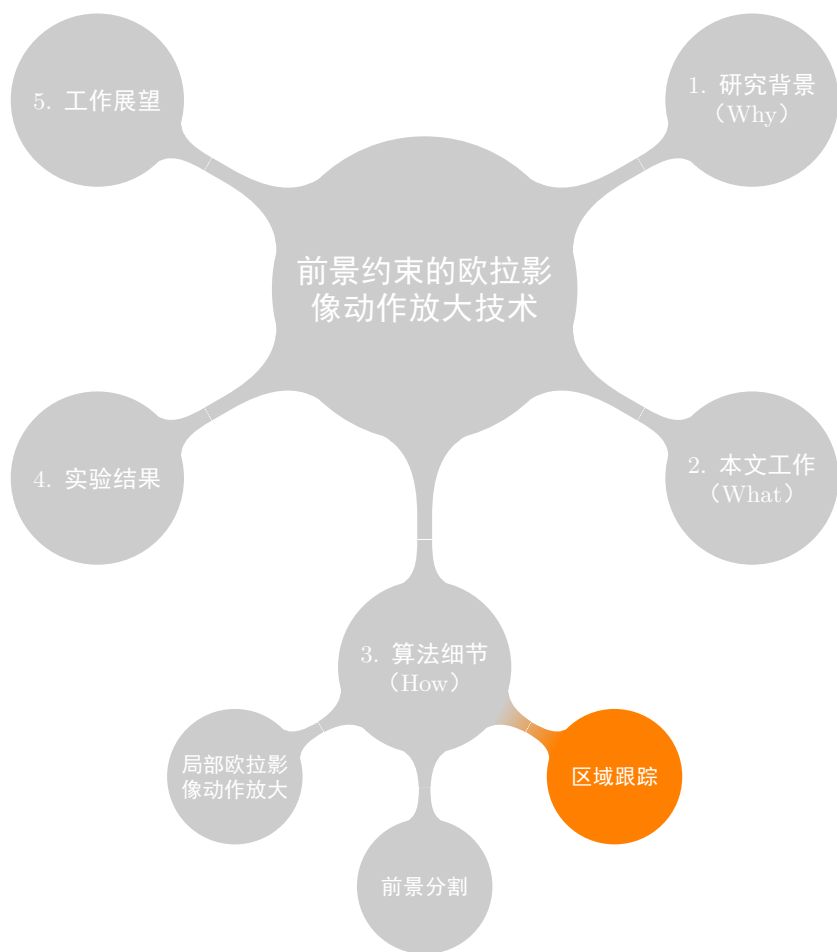 5. 工作展望
1. 研究背景
（Why）
前景约束的欧拉影
像动作放大技术
4. 实验结果
2. 本文工作
（What）
3. 算法细节
（How）
局部欧拉影
像动作放大
区域跟踪
前景分割